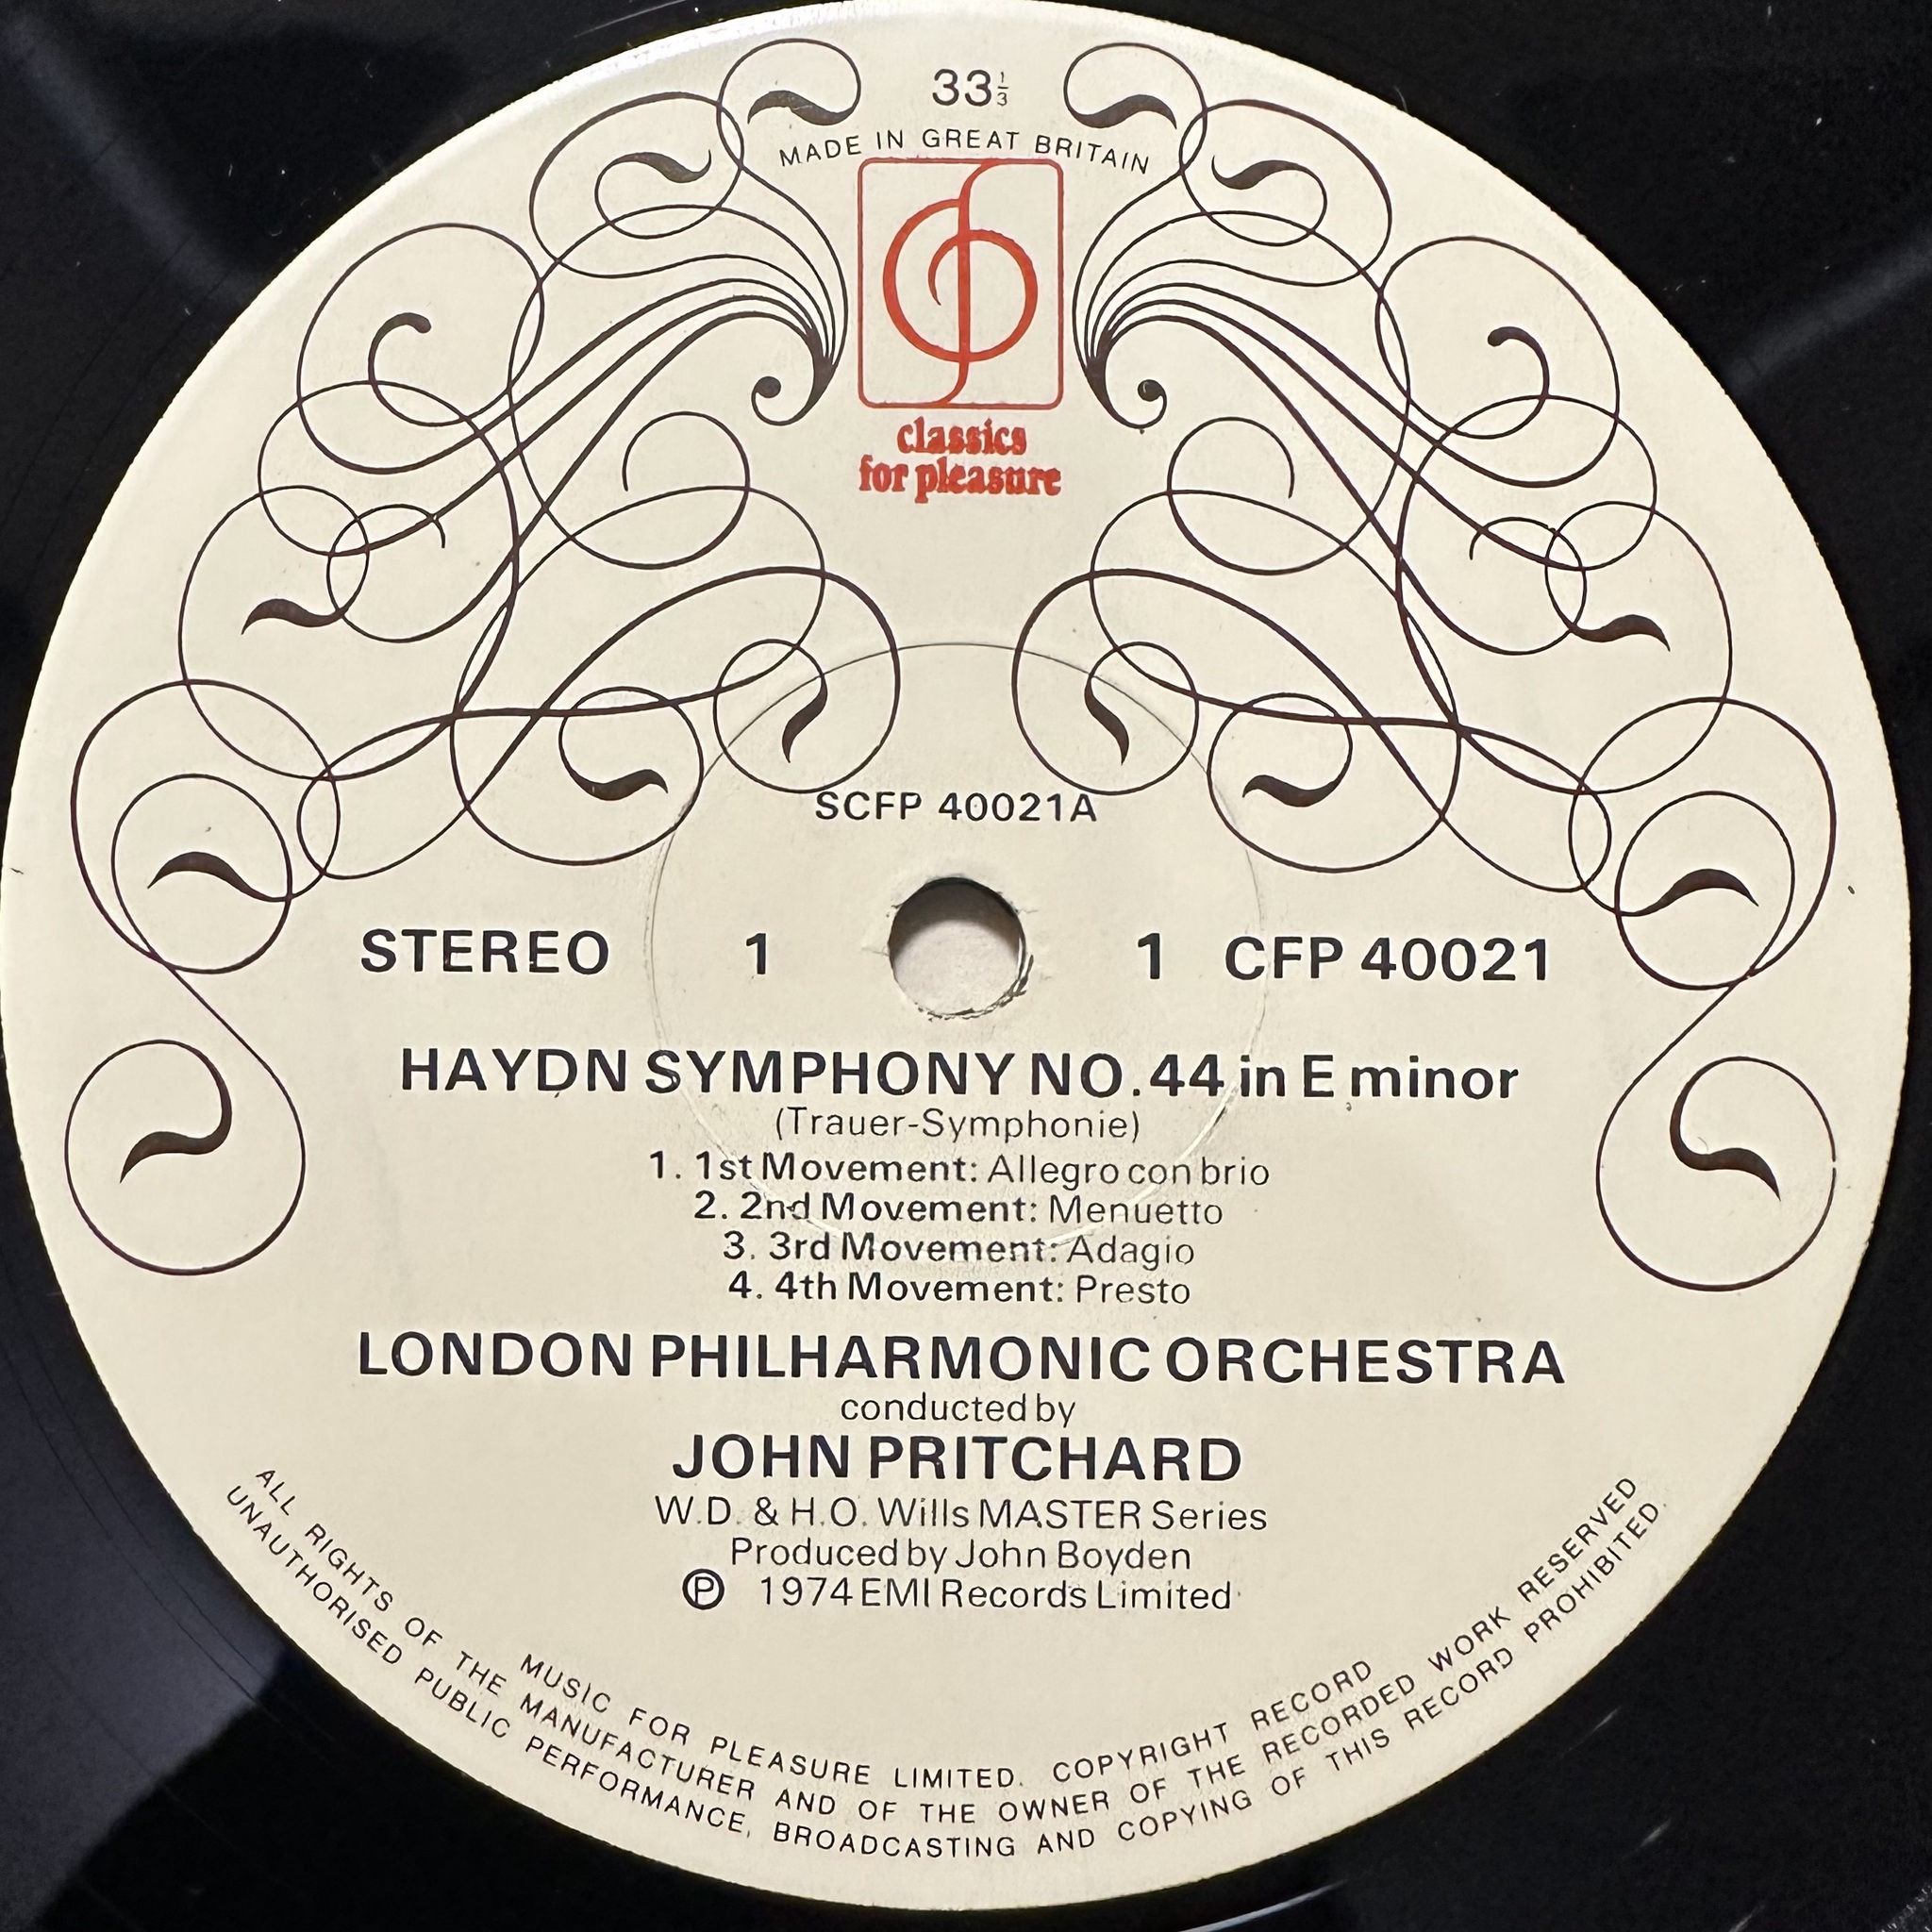 33⅓
MADE IN GREAT BRITAIN
classics
for pleasure
SCFP 40021A
STEREO 1 1 CFP 40021
HAYDN SYMPHONY NO.44 in E minor
(Trauer-Symphonie)
1. 1st Movement: Allegro con brio
2. 2nd Movement: Menuetto
3. 3rd Movement: Adagio
4. 4th Movement: Presto
LONDON PHILHARMONIC ORCHESTRA
conducted by
JOHN PRITCHARD
W.D. & H.O. Wills MASTER Series
Produced by John Boyden
℗ 1974 EMI Records Limited
MUSIC FOR PLEASURE LIMITED. COPYRIGHT RECORD
ALL RIGHTS OF THE MANUFACTURER AND OF THE OWNER OF THE RECORDED WORK RESERVED
UNAUTHORISED PUBLIC PERFORMANCE, BROADCASTING AND COPYING OF THIS RECORD PROHIBITED.